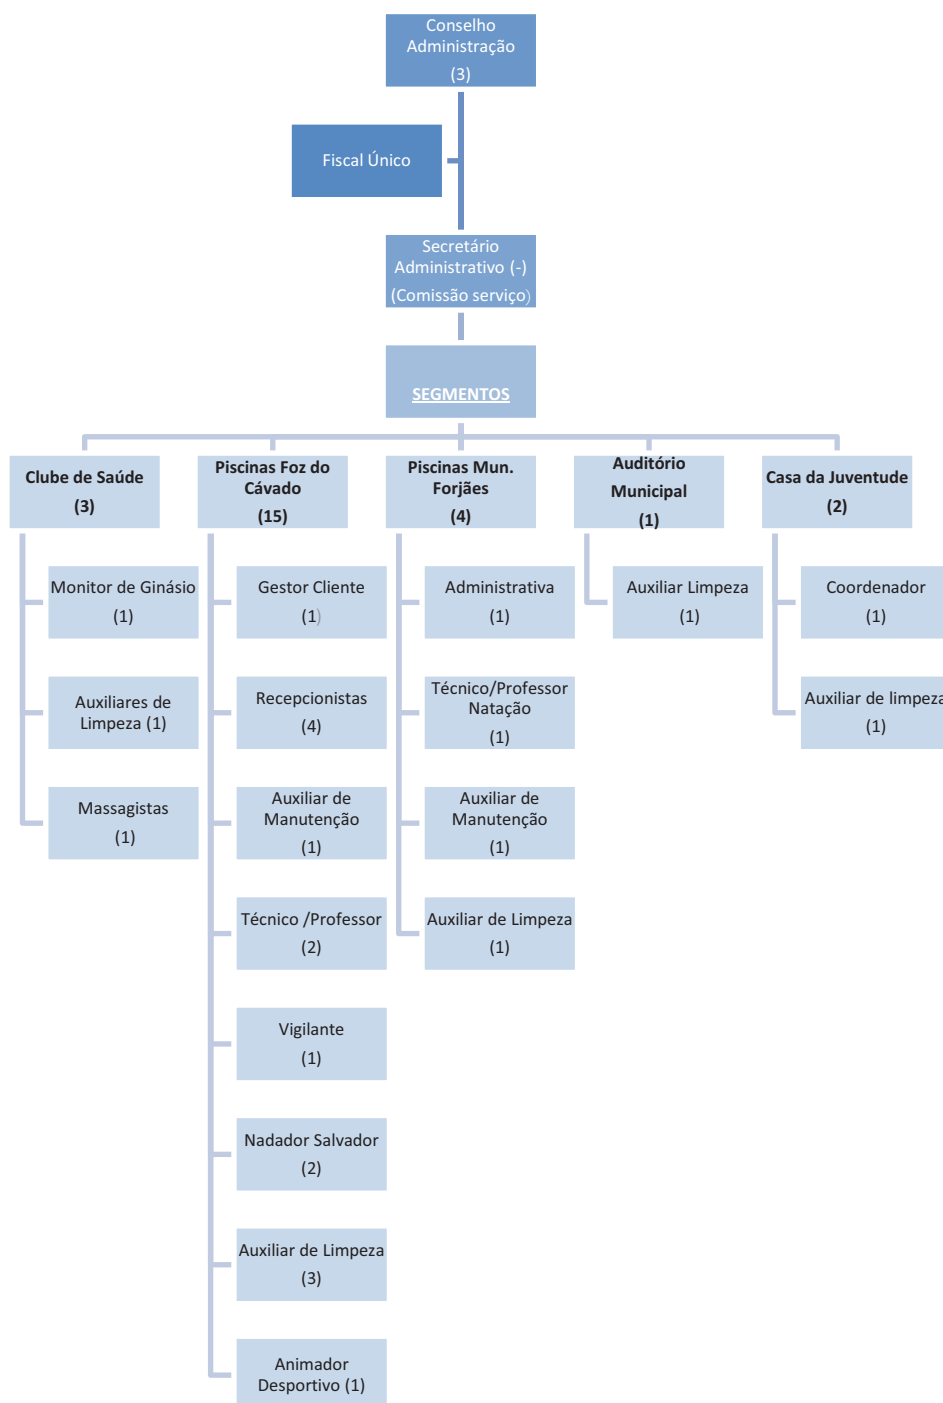 Conselho
Administração
(3)
Fiscal Único
Secretário
Administrativo (-)
(Comissão serviço)
SEGMENTOS
Clube de Saúde
(3)
Monitor de Ginásio
(1)
Auxiliares de
Limpeza (1)
Massagistas
(1)
Piscinas Foz do
Cávado
(15)
Gestor Cliente
(1)
Recepcionistas
(4)
Auxiliar de
Manutenção
(1)
Técnico /Professor
(2)
Vigilante
(1)
Nadador Salvador
(2)
Auxiliar de Limpeza
(3)
Animador
Desportivo (1)
Piscinas Mun.
Forjães
(4)
Administrativa
(1)
Técnico/Professor
Natação
(1)
Auxiliar de
Manutenção
(1)
Auxiliar de Limpeza
(1)
Auditório
Municipal
(1)
Auxiliar Limpeza
(1)
Casa da Juventude
(2)
Coordenador
(1)
Auxiliar de limpeza
(1)